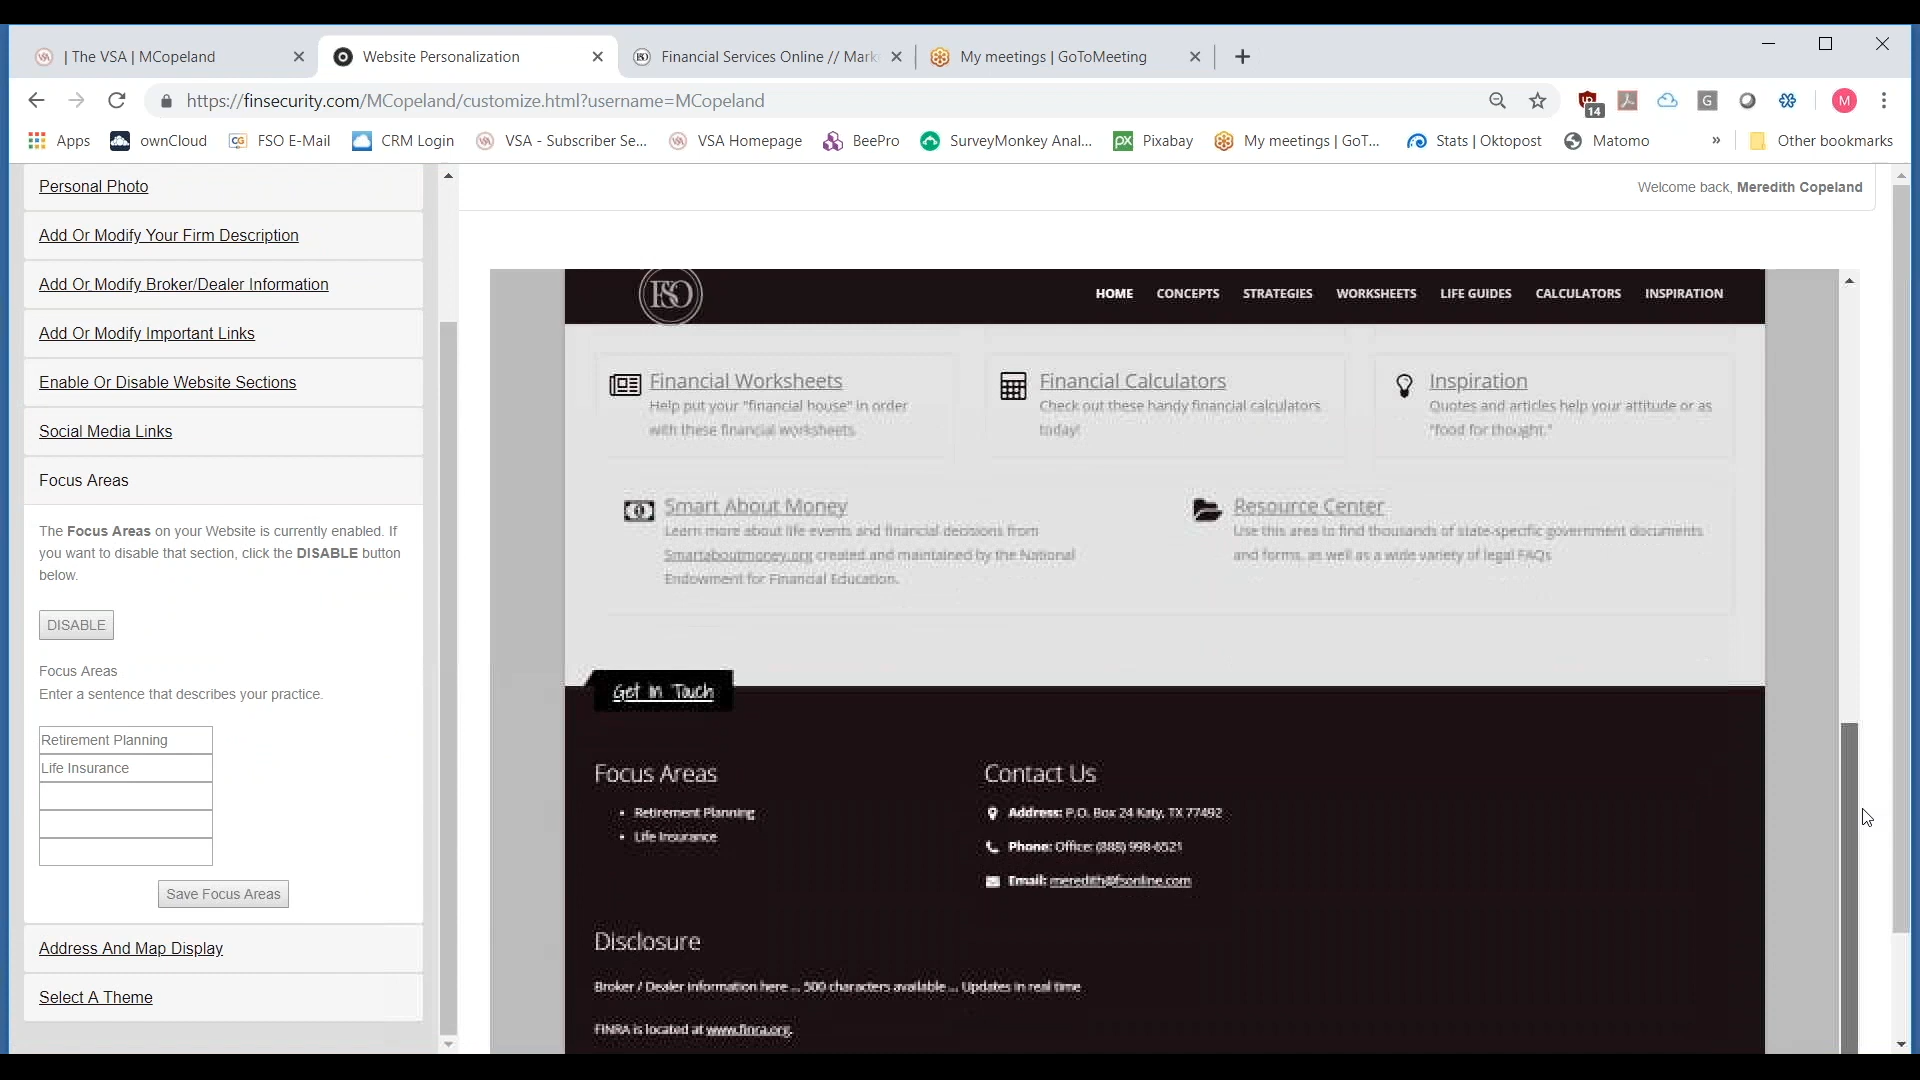 | The VSA | MCopeland
Website Personalization
Financial Services Online // Mark
My meetings | GoToMeeting
https://finsecurity.com/MCopeland/customize.html?username=MCopeland
14
G
M
Apps
ownCloud
CG
FSO E-Mail
CRM Login
VSA - Subscriber Se...
VSA Homepage
BeePro
SurveyMonkey Anal...
px
Pixabay
My meetings | GoT...
Stats | Oktopost
Matomo
»
Other bookmarks
Personal Photo
Add Or Modify Your Firm Description
Add Or Modify Broker/Dealer Information
Add Or Modify Important Links
Enable Or Disable Website Sections
Social Media Links
Focus Areas
The Focus Areas on your Website is currently enabled. If
you want to disable that section, click the DISABLE button
below.
DISABLE
Focus Areas
Enter a sentence that describes your practice.
Retirement Planning
Life Insurance
Save Focus Areas
Address And Map Display
Select A Theme
Welcome back, Meredith Copeland
FSO
HOME CONCEPTS STRATEGIES WORKSHEETS LIFE GUIDES CALCULATORS INSPIRATION
Financial Worksheets
Help put your "financial house" in order
with these financial worksheets.
Financial Calculators
Check out these handy financial calculators
today!
Inspiration
Quotes and articles help your attitude or as
"food for thought."
Smart About Money
Learn more about life events and financial decisions from
Smartaboutmoney.org created and maintained by the National
Endowment for Financial Education.
Resource Center
Use this area to find thousands of state-specific government documents
and forms, as well as a wide variety of legal FAQs
Get In Touch
Focus Areas
Retirement Planning
Life Insurance
Contact Us
Address: P.O. Box 24 Katy, TX 77492
Phone: Office: (888) 998-6521
Email: meredith@fsonline.com
Disclosure
Broker / Dealer information here ... 500 characters available ... Updates in real time
FINRA is located at www.finra.org.